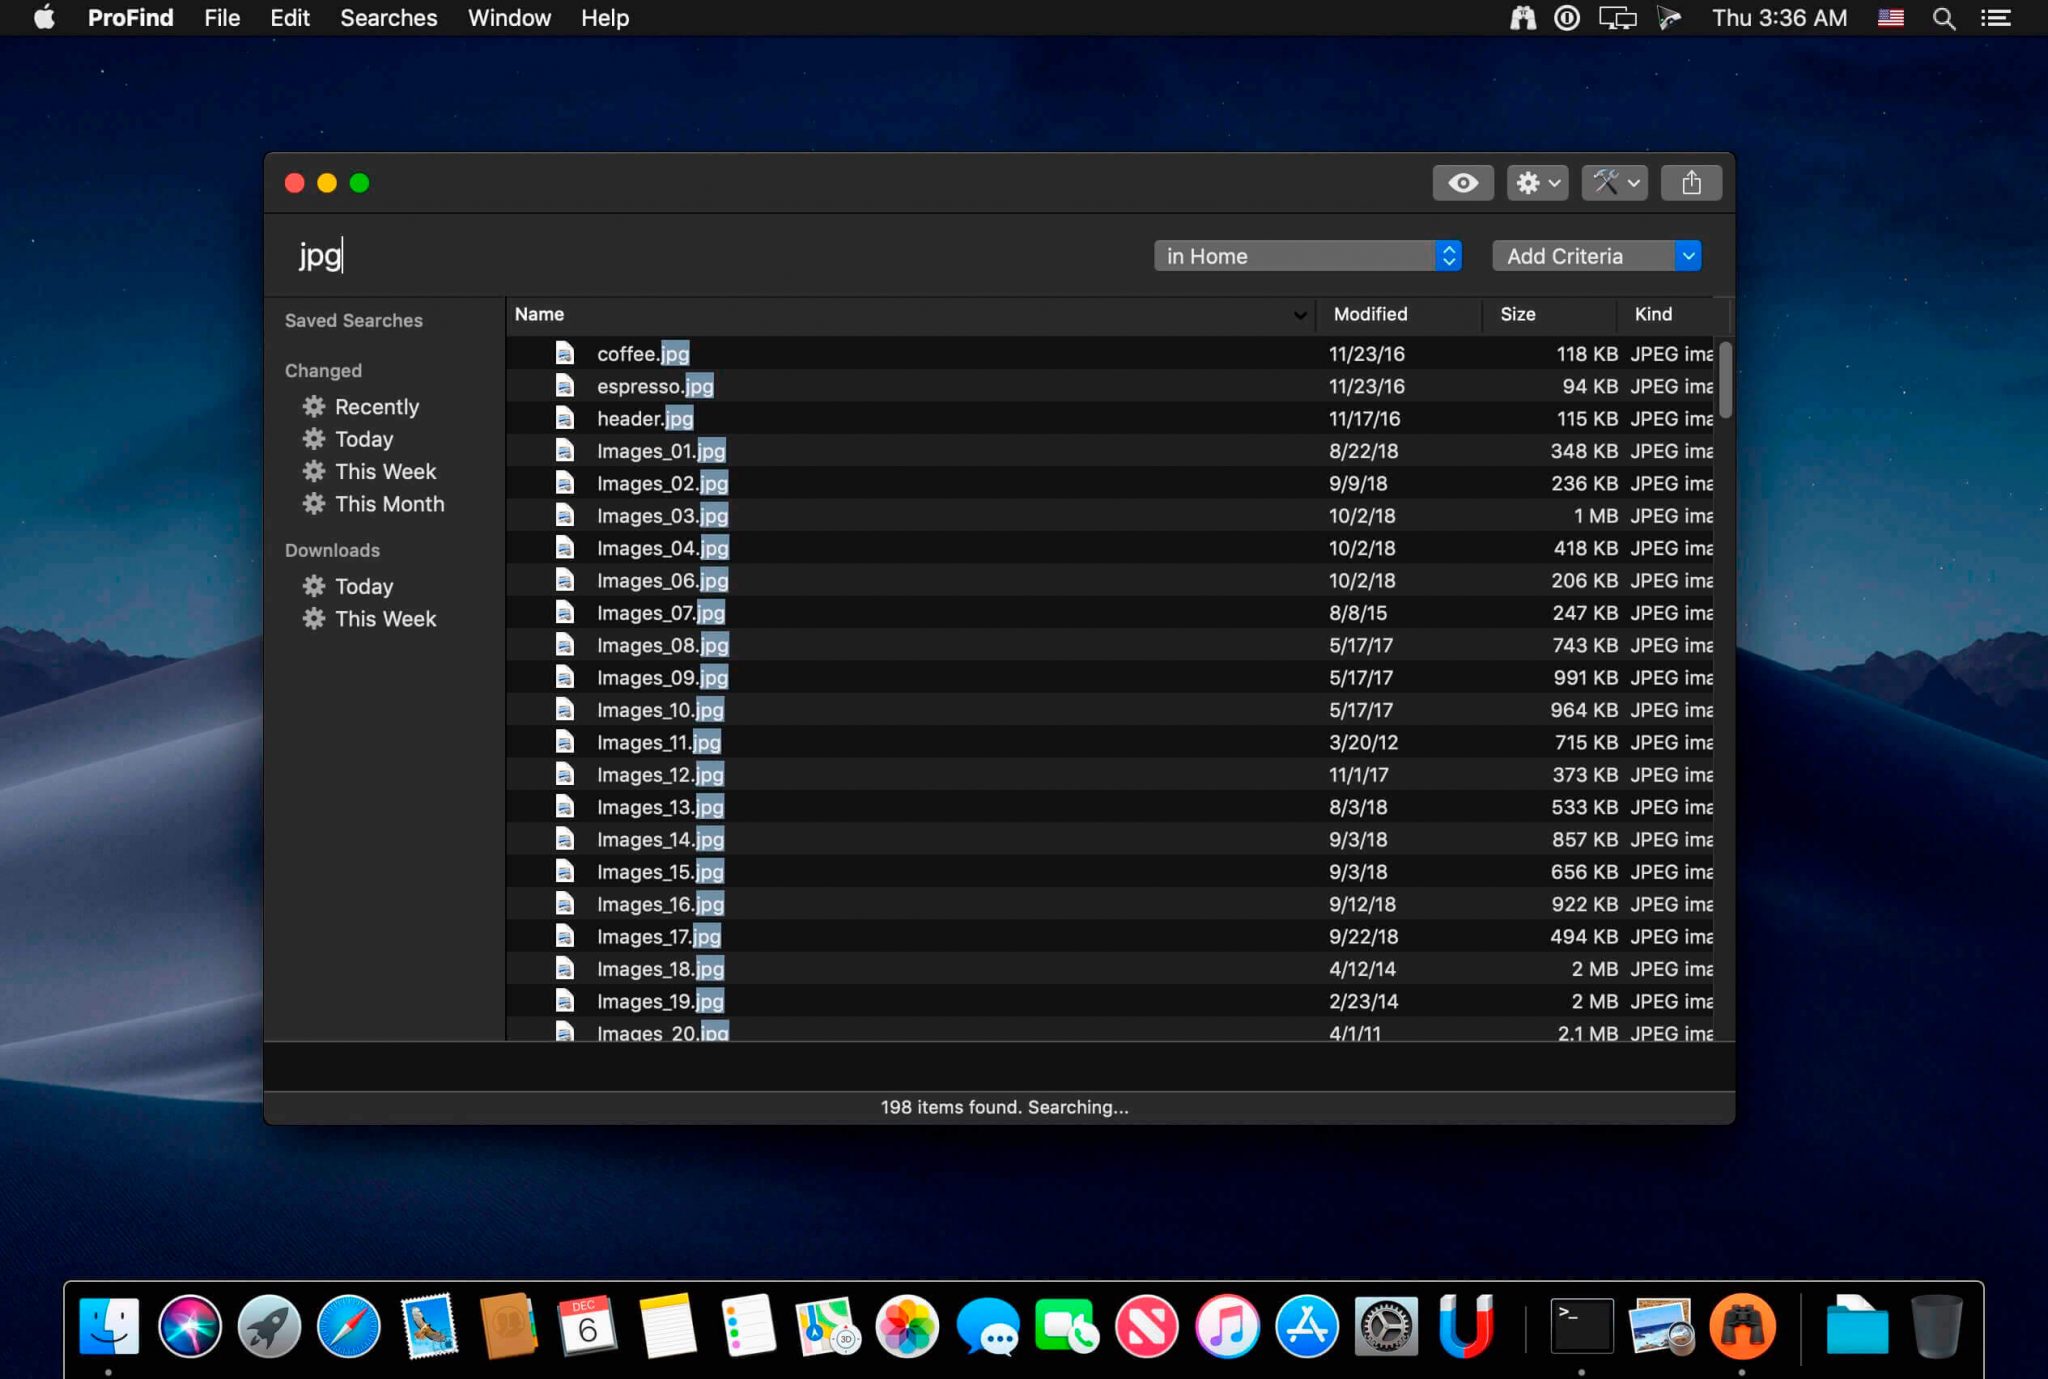 ProFind File Edit Searches Window Help Thu 3:36 AM
jpg in Home Add Criteria
Saved Searches
Changed
Recently
Today
This Week
This Month
Downloads
Today
This Week
Name Modified Size Kind
coffee.jpg 11/23/16 118 KB JPEG ima
espresso.jpg 11/23/16 94 KB JPEG ima
header.jpg 11/17/16 115 KB JPEG ima
Images_01.jpg 8/22/18 348 KB JPEG ima
Images_02.jpg 9/9/18 236 KB JPEG ima
Images_03.jpg 10/2/18 1 MB JPEG ima
Images_04.jpg 10/2/18 418 KB JPEG ima
Images_06.jpg 10/2/18 206 KB JPEG ima
Images_07.jpg 8/8/15 247 KB JPEG ima
Images_08.jpg 5/17/17 743 KB JPEG ima
Images_09.jpg 5/17/17 991 KB JPEG ima
Images_10.jpg 5/17/17 964 KB JPEG ima
Images_11.jpg 3/20/12 715 KB JPEG ima
Images_12.jpg 11/1/17 373 KB JPEG ima
Images_13.jpg 8/3/18 533 KB JPEG ima
Images_14.jpg 9/3/18 857 KB JPEG ima
Images_15.jpg 9/3/18 656 KB JPEG ima
Images_16.jpg 9/12/18 922 KB JPEG ima
Images_17.jpg 9/22/18 494 KB JPEG ima
Images_18.jpg 4/12/14 2 MB JPEG ima
Images_19.jpg 2/23/14 2 MB JPEG ima
Images_20.jpg 4/1/11 2.1 MB JPEG ima
198 items found. Searching...
DEC
6
3D
>_